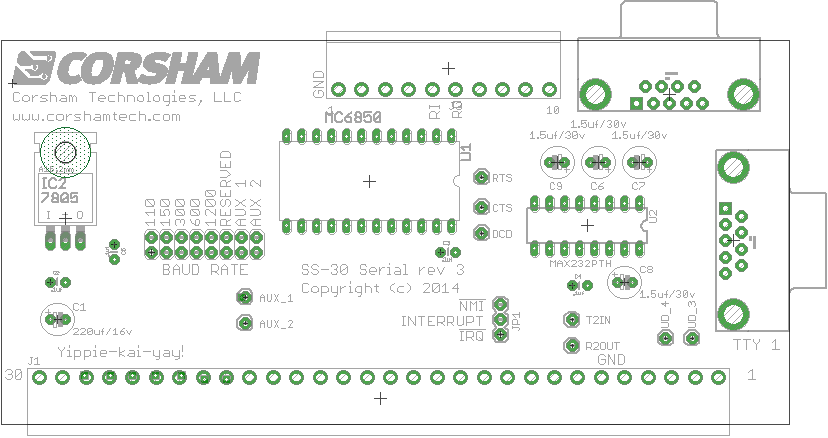 CORSHAM
Corsham Technologies, LLC
www.corshamtech.com
GND
1
RI
10
MC6850
U1
1.5uf/30v
1.5uf/30v
1.5uf/30v
C9
C6
C7
RTS
CTS
DCD
IC2
7805
I O
110
150
300
600
1200
RESERVED
AUX 1
AUX 2
BAUD RATE
U2
MAX232PTH
C8
1.5uf/30v
SS-30 Serial rev 3
Copyright (c) 2014
AUX_1
AUX_2
NMI
INTERRUPT
IRQ
JP1
T2IN
R2OUT
GND
UD_4
UD_3
TTY 1
C1
220uf/16v
Yippie-kai-yay!
J1
30
1